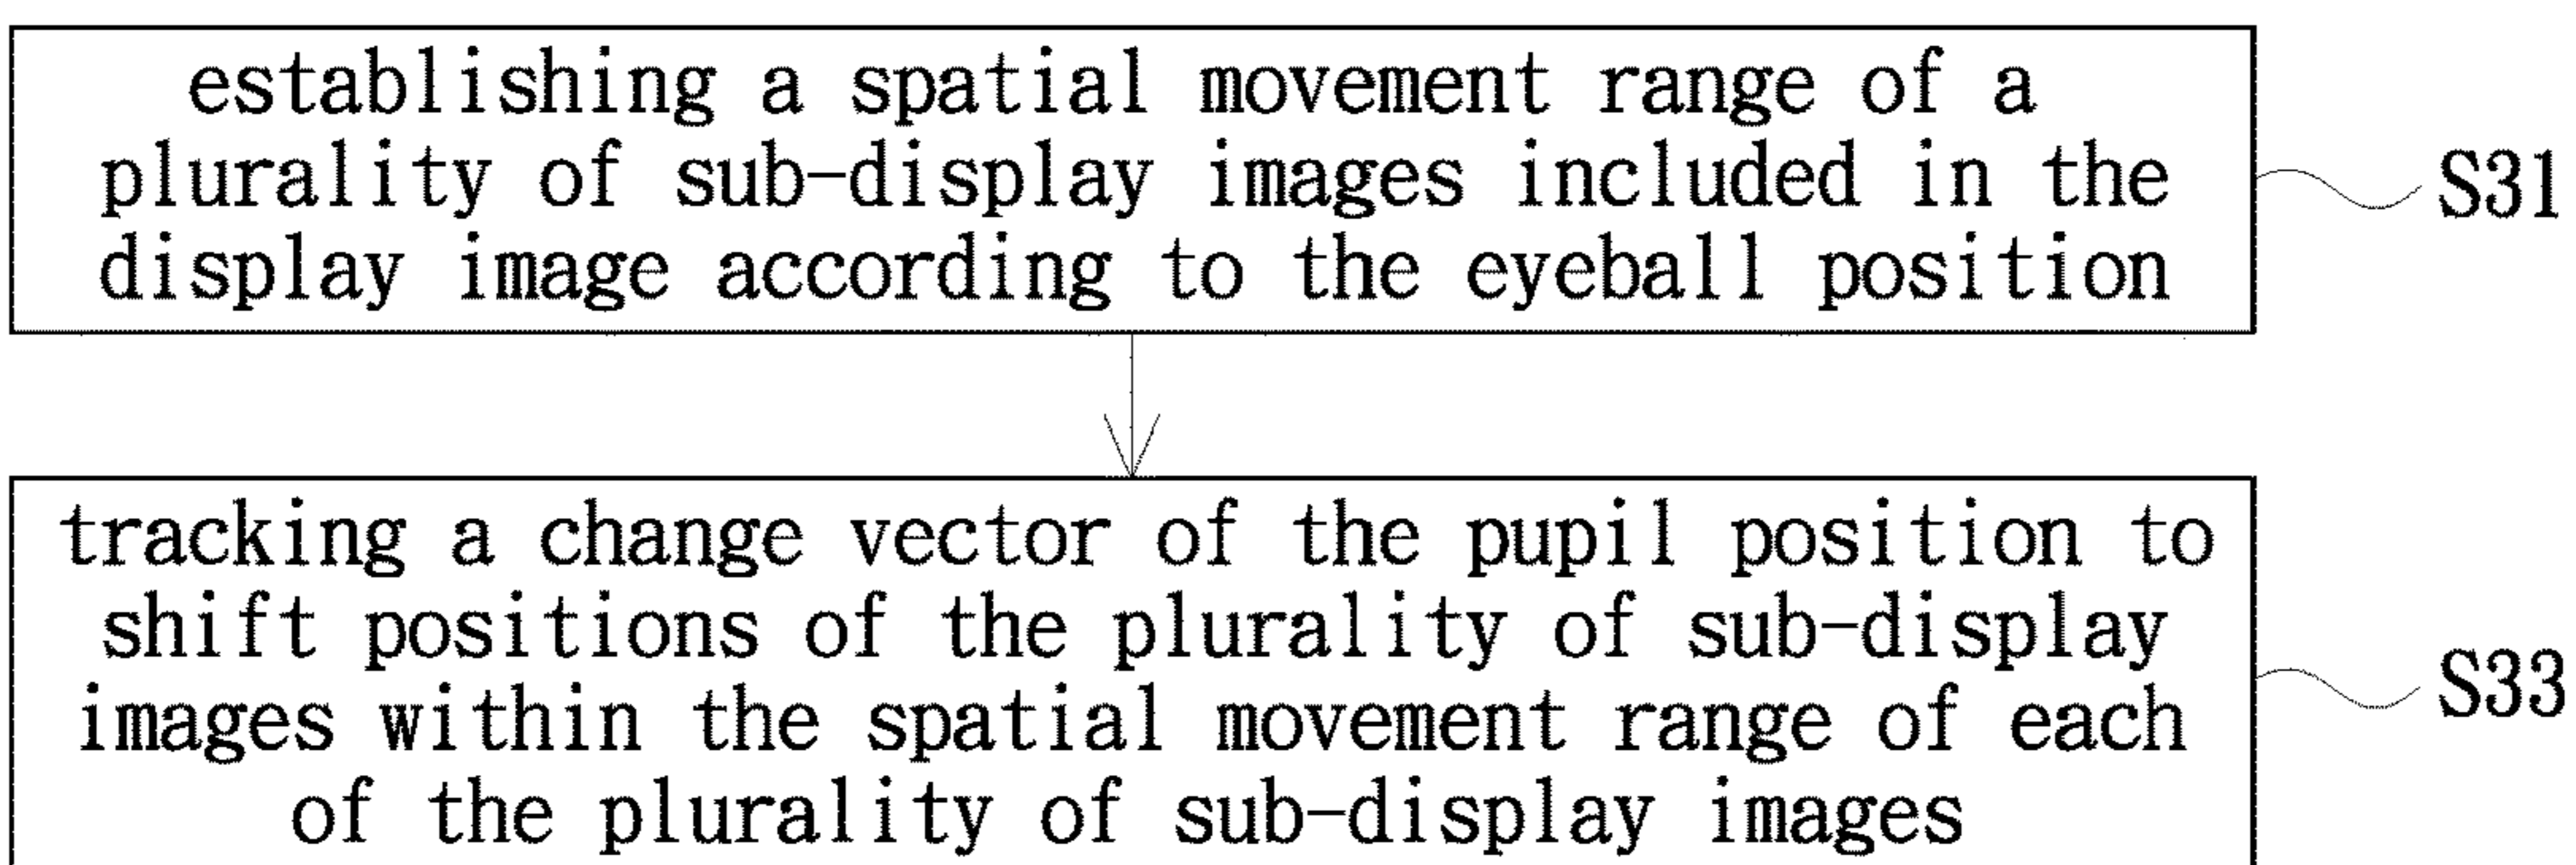 establishing a spatial movement range of a
plurality of sub-display images included in the
display image according to the eyeball position
S31
tracking a change vector of the pupil position to
shift positions of the plurality of sub-display
images within the spatial movement range of each
of the plurality of sub-display images
S33